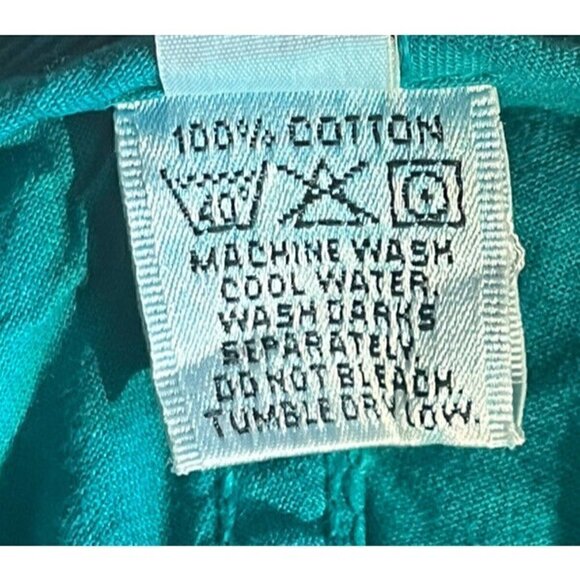 100% COTTON
40°
MACHINE WASH
COOL WATER.
WASH DARKS
SEPARATELY.
DO NOT BLEACH.
TUMBLE DRY LOW.